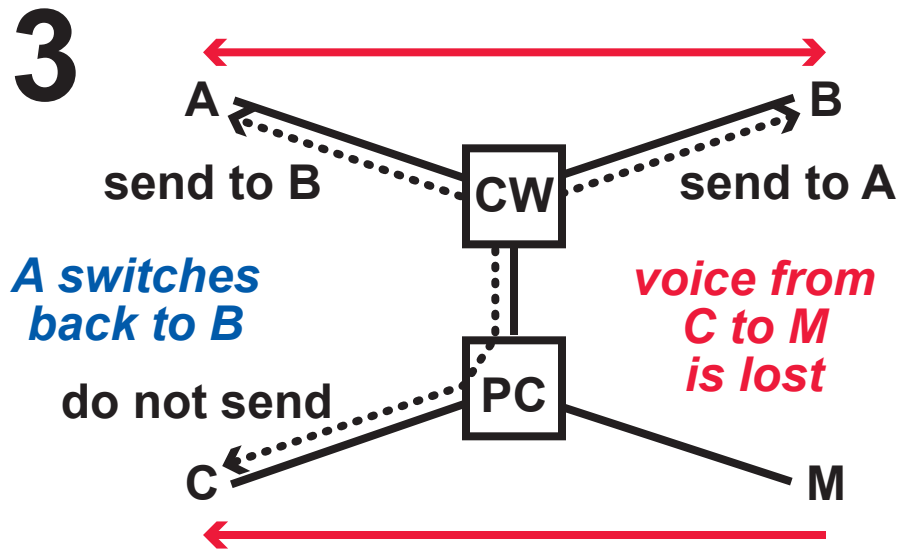 3
A
B
CW
send to B
send to A
A switches
back to B
voice from
C to M
is lost
PC
do not send
C
M